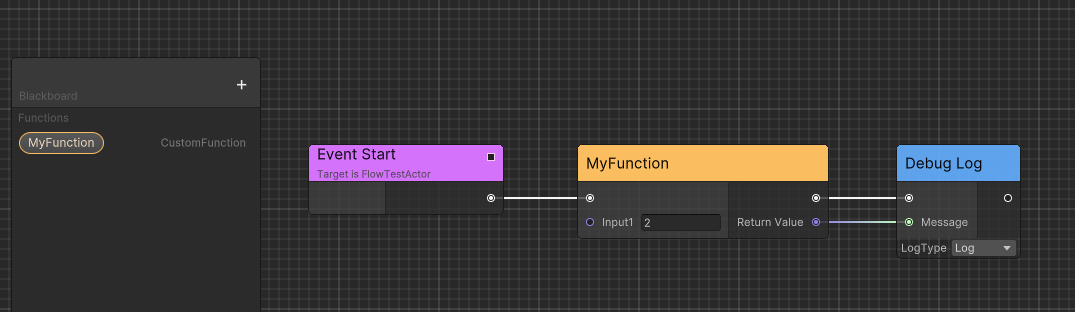 Blackboard
+
Functions
MyFunction CustomFunction
Event Start
Target is FlowTestActor
MyFunction
Input1 2 Return Value
Debug Log
Message
LogType Log